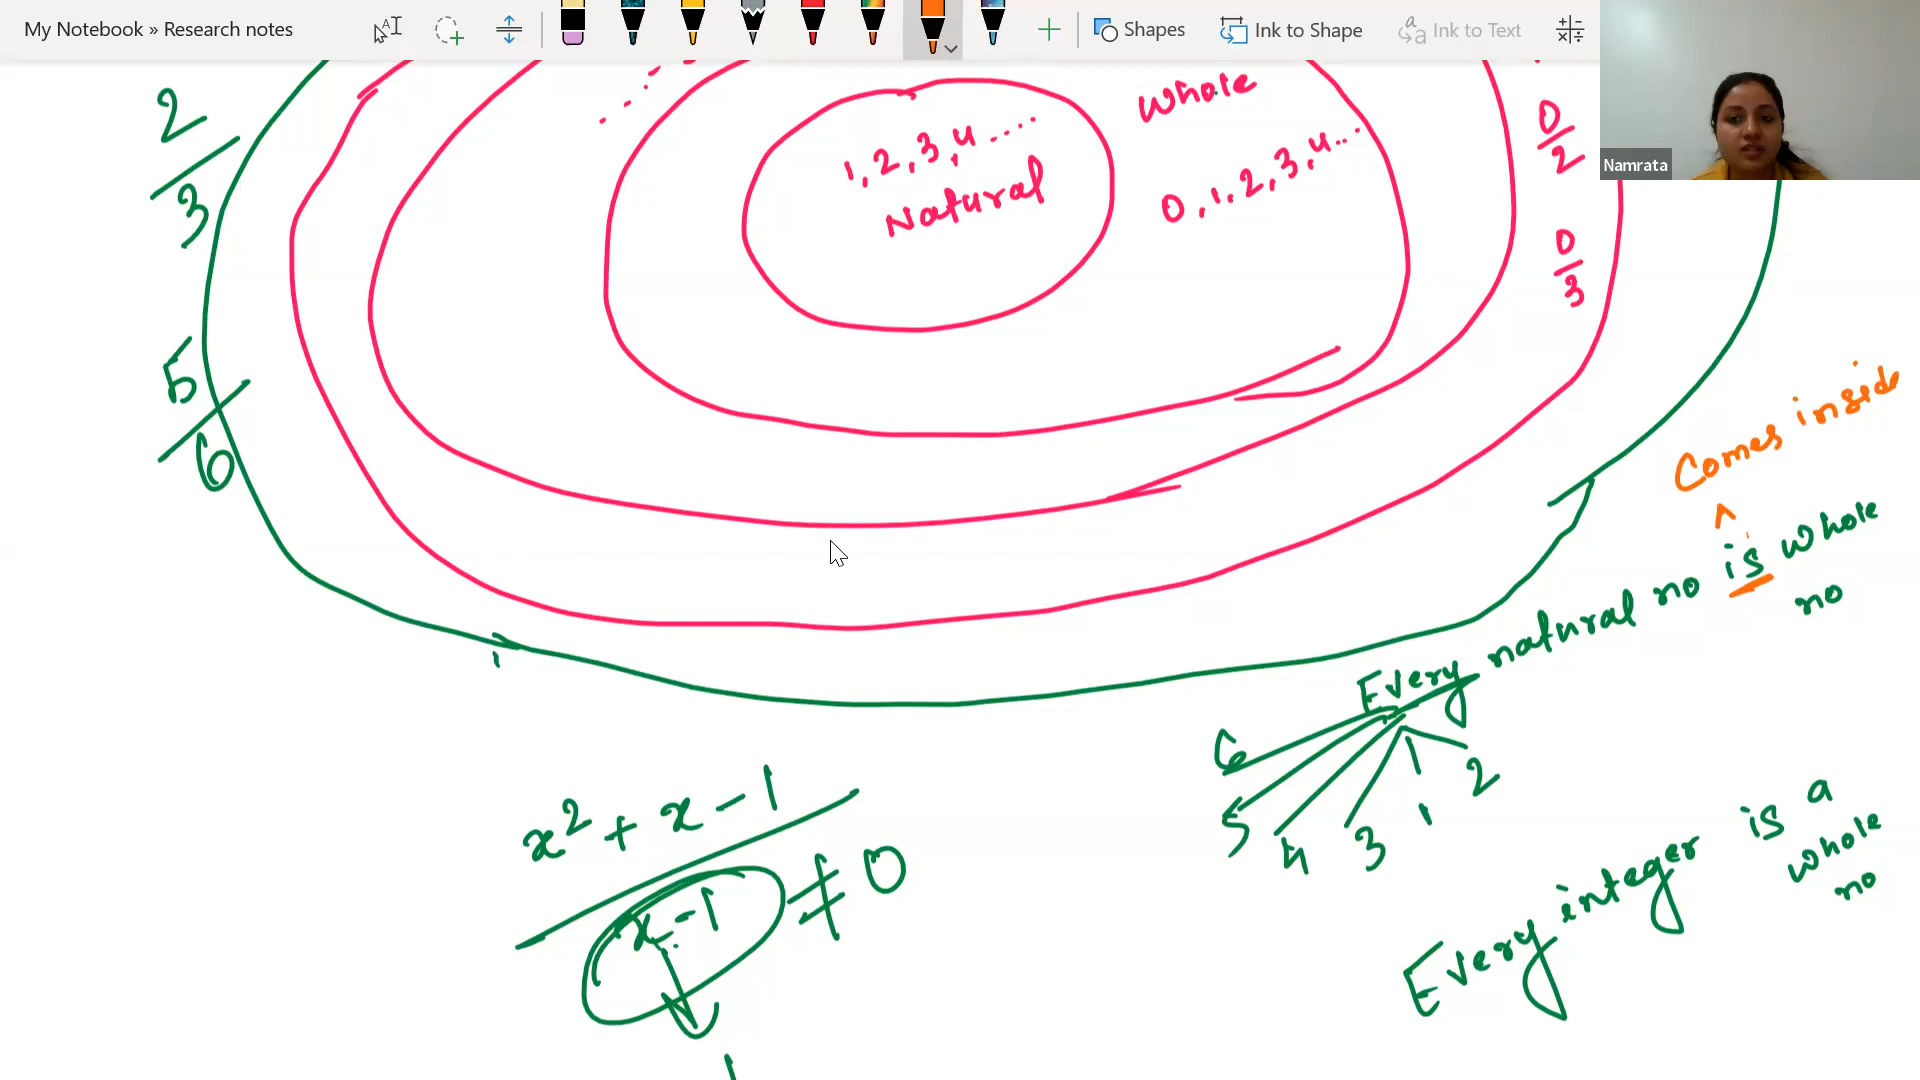 My Notebook » Research notes
Shapes
Ink to Shape
Ink to Text
Namrata
2/3
5/6
1, 2, 3, 4 ....
Natural
Whole
0, 1, 2, 3, 4...
0/2
0/3
Comes inside
^
Every natural no is whole no
6 5 4 3 1 2
x² + x - 1
x - 1 ≠ 0
Every integer is a whole no